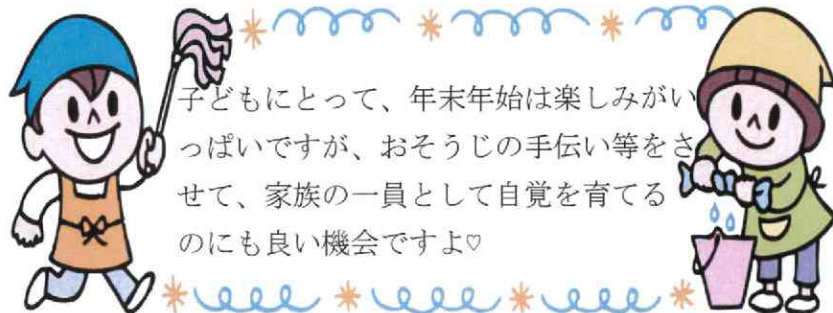 子どもにとって、年末年始は楽しみがい
っぱいですが、おそうじの手伝い等をさ
せて、家族の一員として自覚を育てる
のにも良い機会ですよ♡